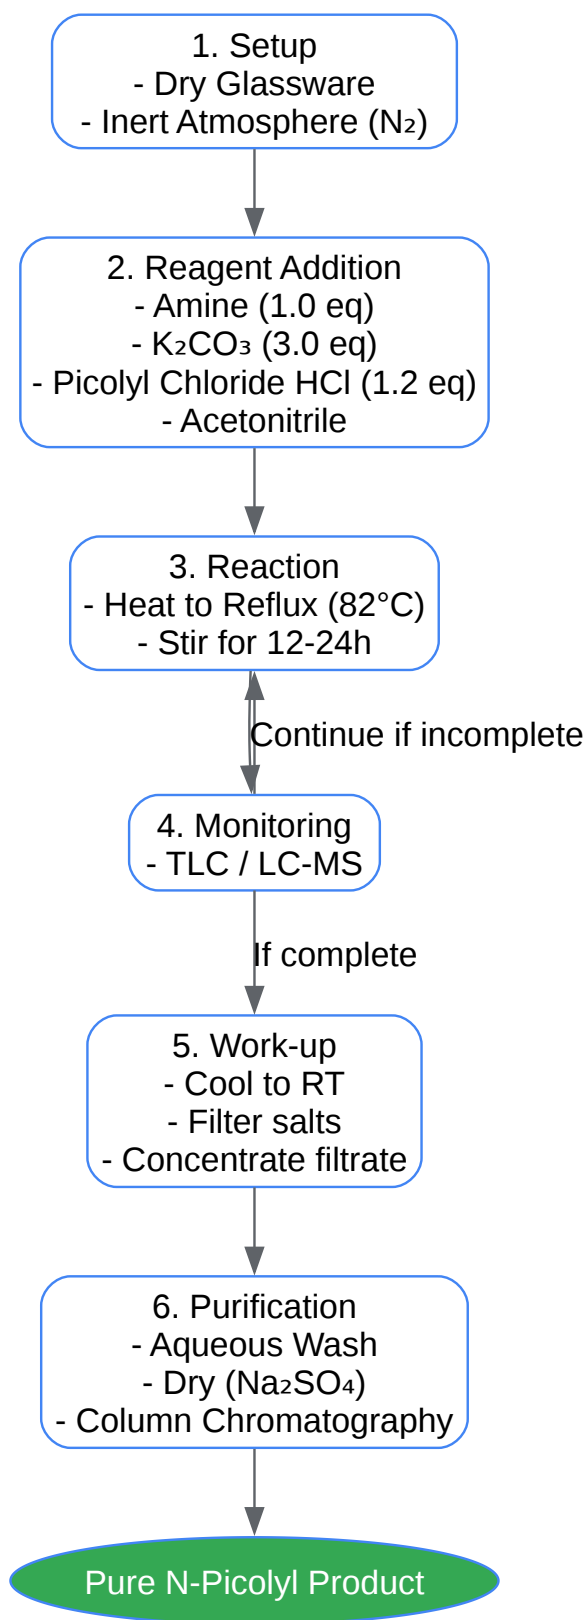 1. Setup
- Dry Glassware
- Inert Atmosphere (N₂)
2. Reagent Addition
- Amine (1.0 eq)
- K₂CO₃ (3.0 eq)
- Picolyl Chloride HCl (1.2 eq)
- Acetonitrile
3. Reaction
- Heat to Reflux (82°C)
- Stir for 12-24h
Continue if incomplete
4. Monitoring
- TLC / LC-MS
If complete
5. Work-up
- Cool to RT
- Filter salts
- Concentrate filtrate
6. Purification
- Aqueous Wash
- Dry (Na₂SO₄)
- Column Chromatography
Pure N-Picolyl Product